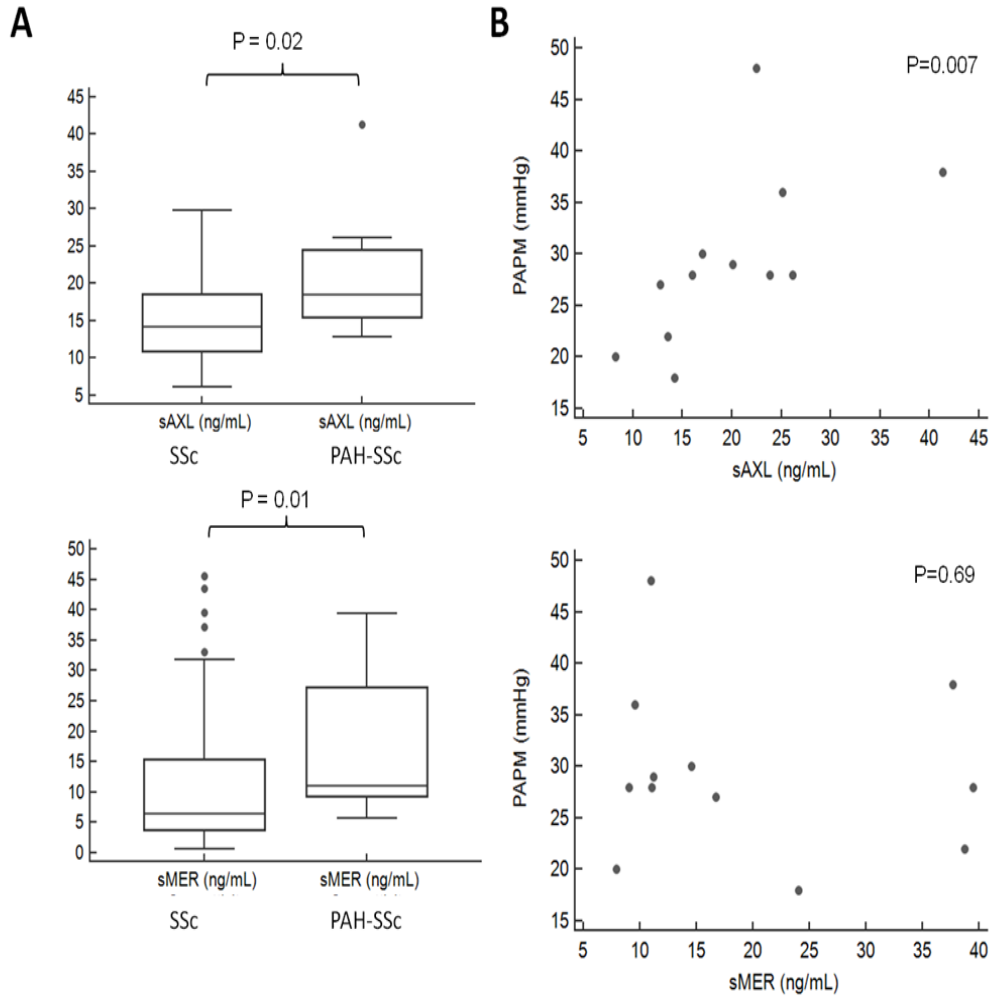 A
P = 0.02
45
40
35
30
25
20
15
10
5
sAXL (ng/mL) sAXL (ng/mL)
SSc PAH-SSc
P = 0.01
50
45
40
35
30
25
20
15
10
5
0
sMER (ng/mL) sMER (ng/mL)
SSc PAH-SSc
B
P=0.007
PAPM (mmHg)
50
45
40
35
30
25
20
15
5 10 15 20 25 30 35 40 45
sAXL (ng/mL)
P=0.69
PAPM (mmHg)
50
45
40
35
30
25
20
15
5 10 15 20 25 30 35 40
sMER (ng/mL)